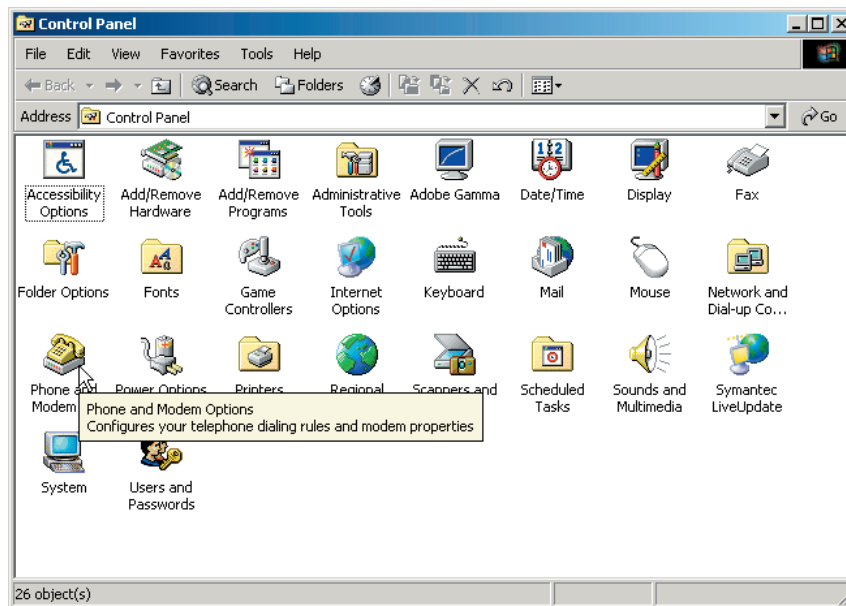 Control Panel
File Edit View Favorites Tools Help
Back Search Folders
Address Control Panel Go
Accessibility Options
Add/Remove Hardware
Add/Remove Programs
Administrative Tools
Adobe Gamma
12
Date/Time
Display
Fax
Folder Options
Fonts
Game Controllers
Internet Options
Keyboard
Mail
Mouse
Network and Dial-up Co...
Phone and Modem
Power Options
Printers
Regional
Scanners and
Scheduled Tasks
Sounds and Multimedia
Symantec LiveUpdate
Phone and Modem Options
Configures your telephone dialing rules and modem properties
System
Users and Passwords
26 object(s)